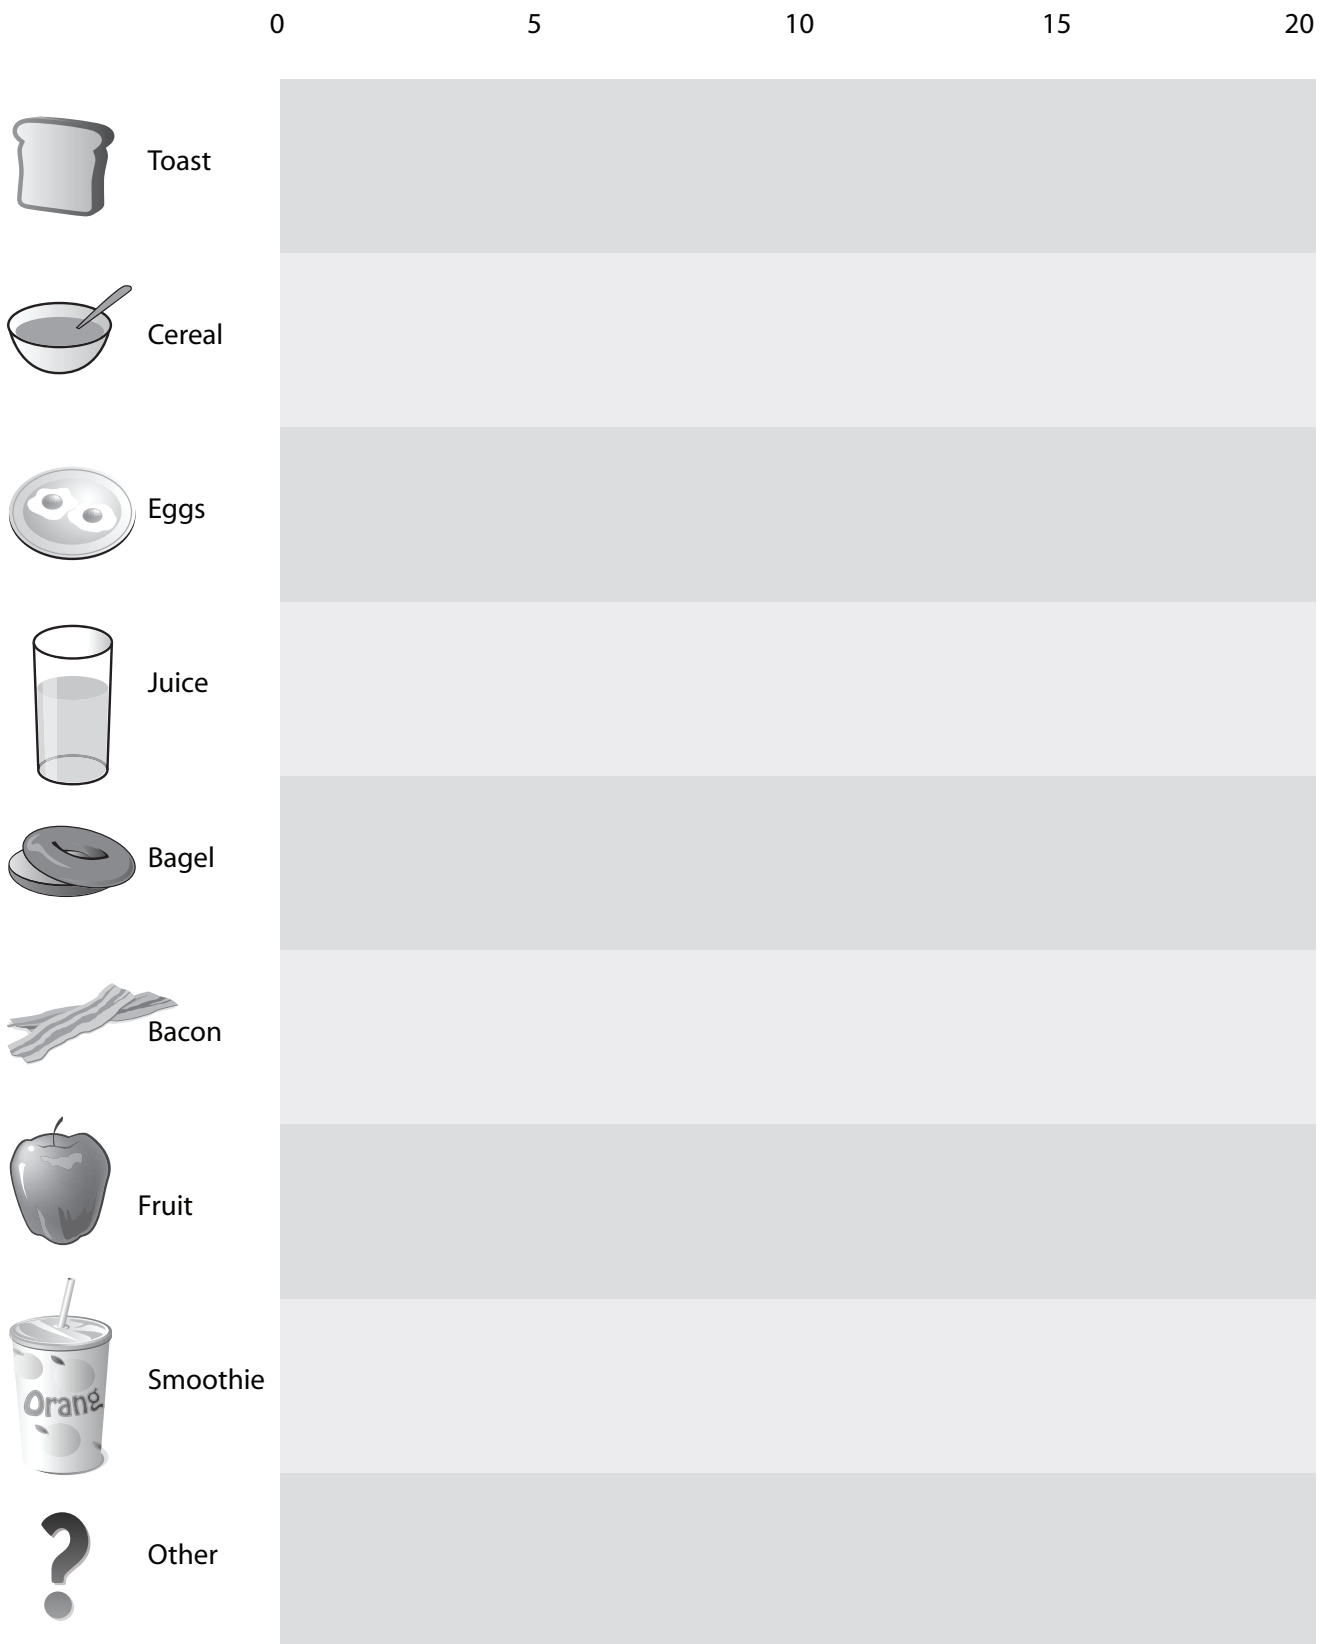 0 5 10 15 20
Toast
Cereal
Eggs
Juice
Bagel
Bacon
Fruit
Smoothie
Orang
Other
?